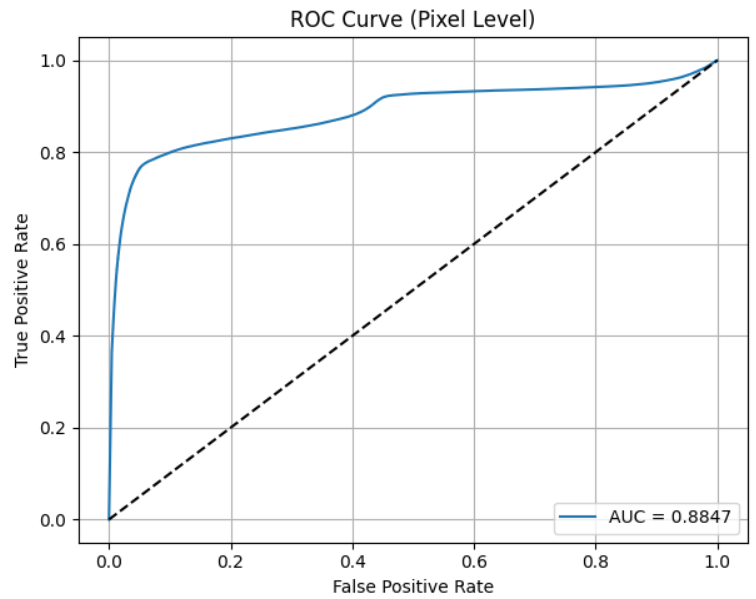 ROC Curve (Pixel Level)
True Positive Rate
1.0
0.8
0.6
0.4
0.2
0.0
AUC = 0.8847
0.0 0.2 0.4 0.6 0.8 1.0
False Positive Rate